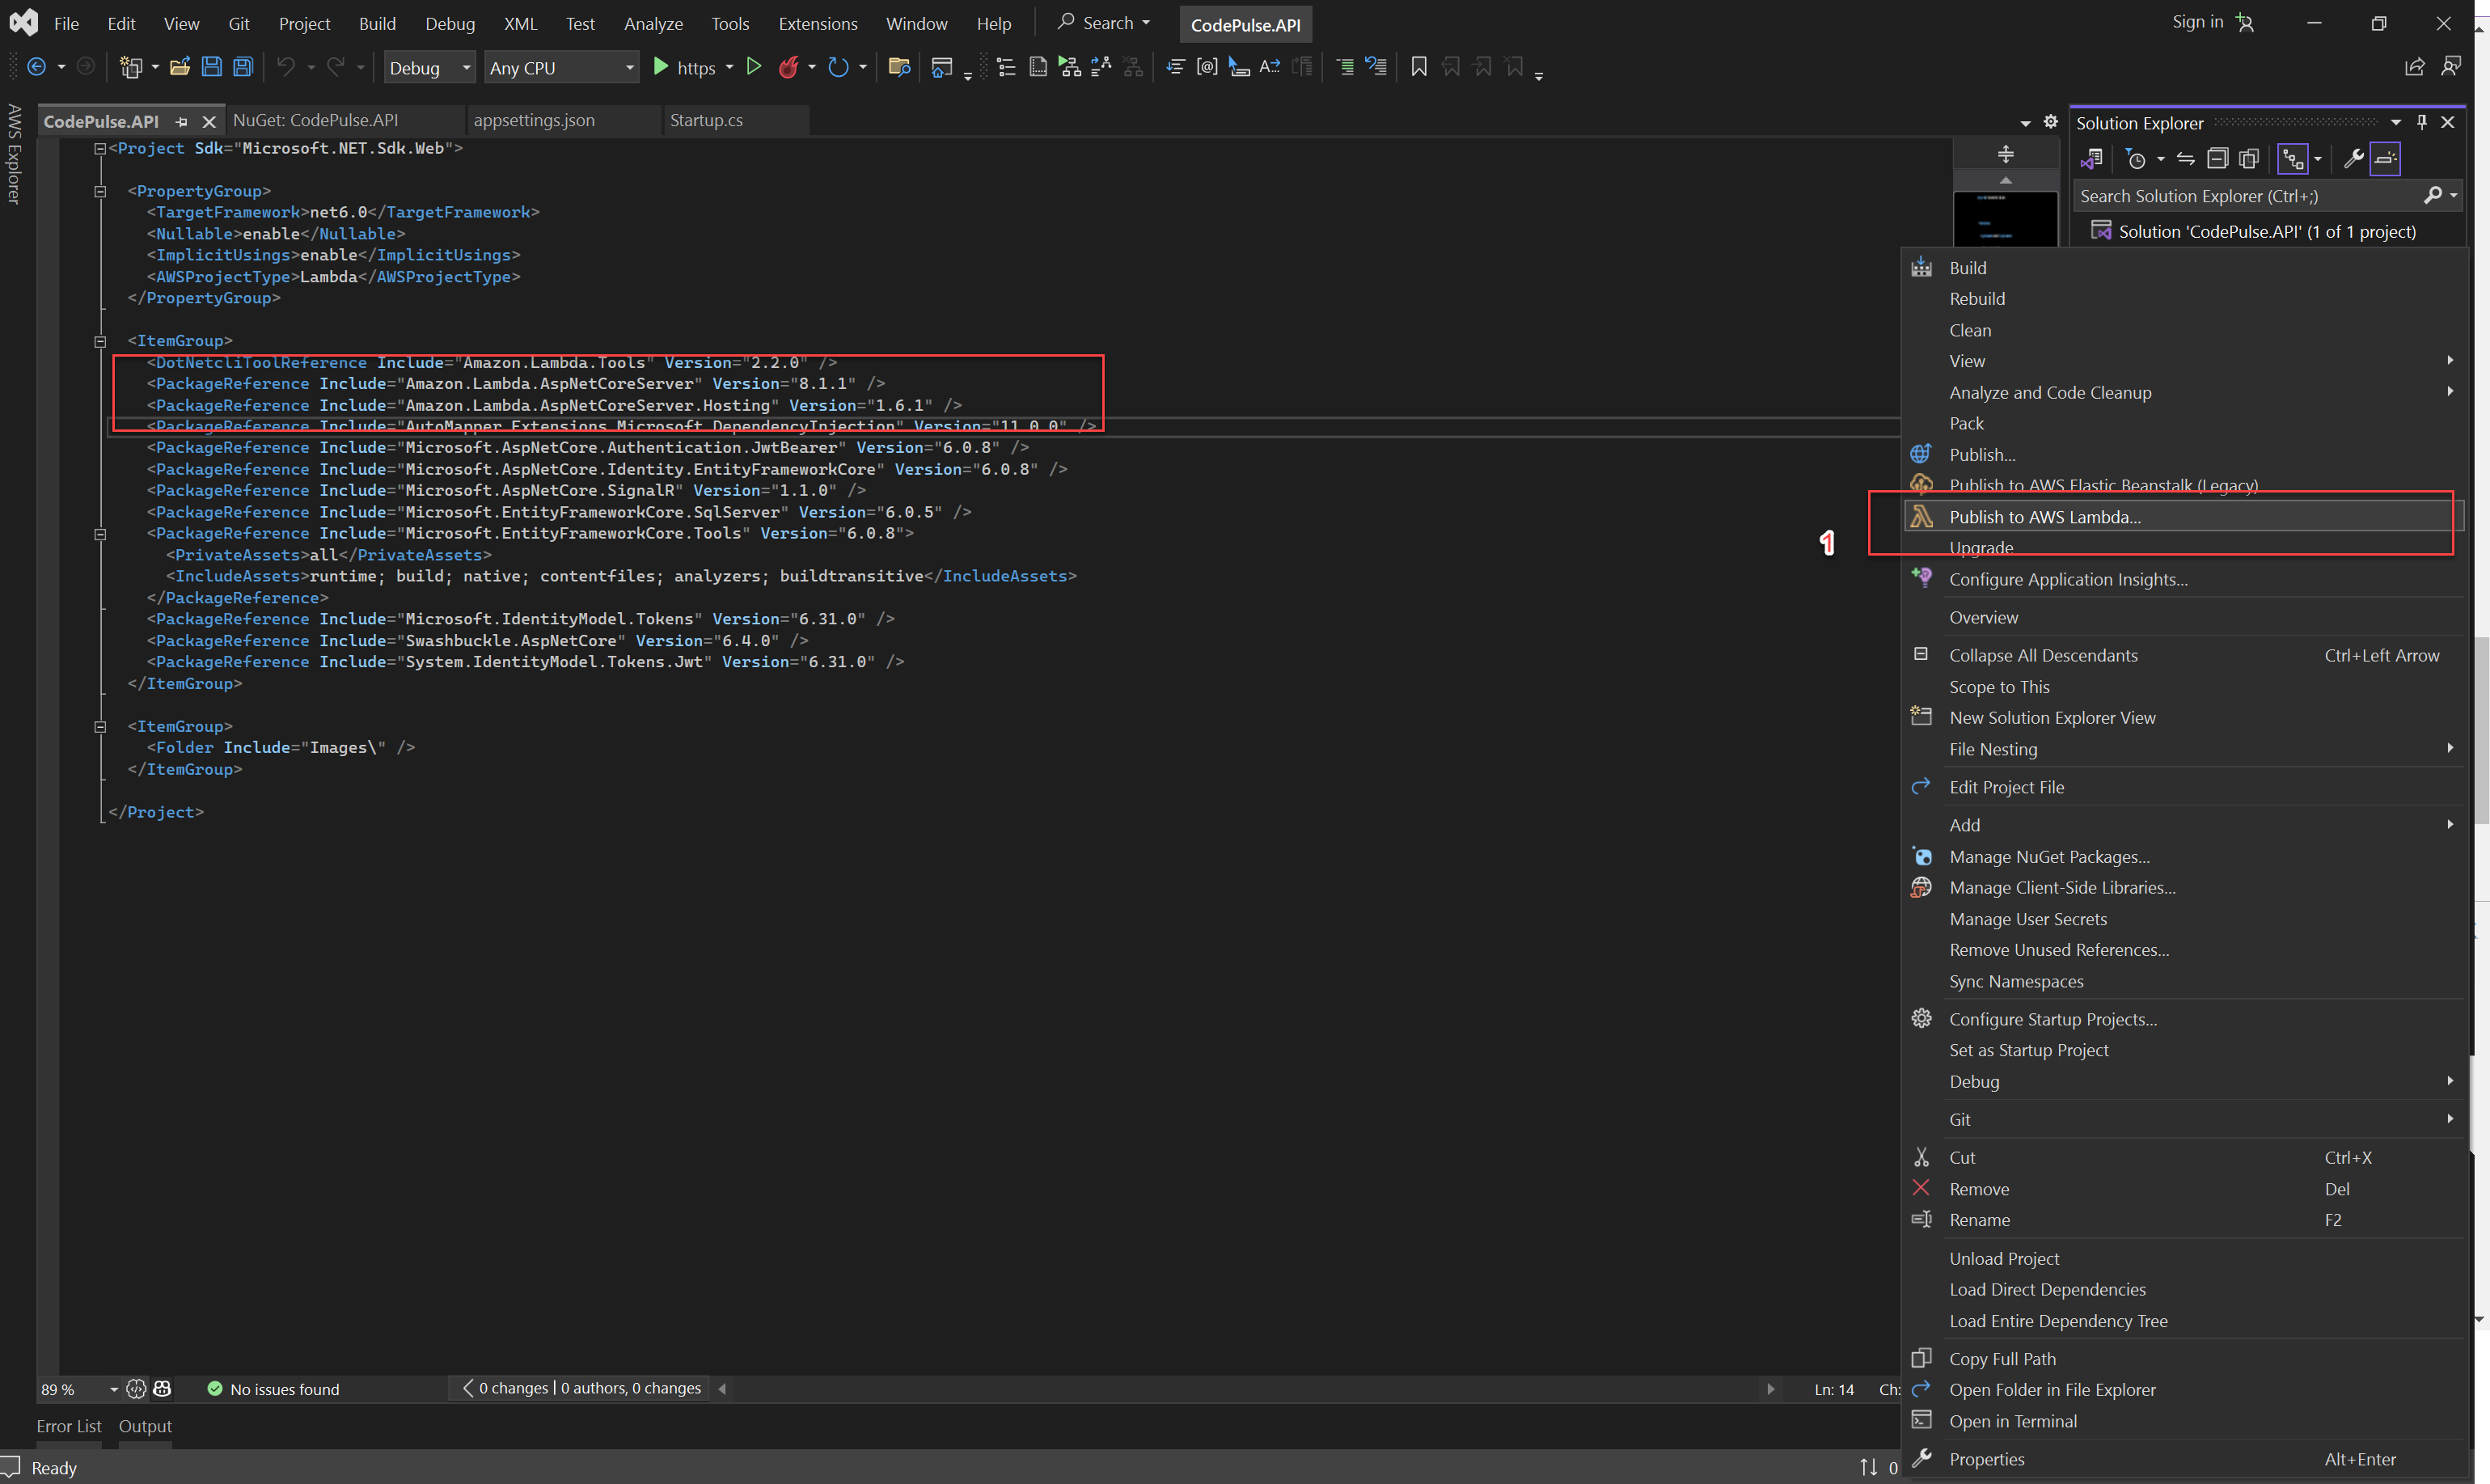 File Edit View Git Project Build Debug XML Test Analyze Tools Extensions Window Help Search CodePulse.API Sign in
Debug Any CPU https
AWS Explorer
CodePulse.API NuGet: CodePulse.API appsettings.json Startup.cs
<Project Sdk="Microsoft.NET.Sdk.Web">
<PropertyGroup>
<TargetFramework>net6.0</TargetFramework>
<Nullable>enable</Nullable>
<ImplicitUsings>enable</ImplicitUsings>
<AWSProjectType>Lambda</AWSProjectType>
</PropertyGroup>
<ItemGroup>
<DotNetcliToolReference Include="Amazon.Lambda.Tools" Version="2.2.0" />
<PackageReference Include="Amazon.Lambda.AspNetCoreServer" Version="8.1.1" />
<PackageReference Include="Amazon.Lambda.AspNetCoreServer.Hosting" Version="1.6.1" />
<PackageReference Include="AutoMapper.Extensions.Microsoft.DependencyInjection" Version="11.0.0" />
<PackageReference Include="Microsoft.AspNetCore.Authentication.JwtBearer" Version="6.0.8" />
<PackageReference Include="Microsoft.AspNetCore.Identity.EntityFrameworkCore" Version="6.0.8" />
<PackageReference Include="Microsoft.AspNetCore.SignalR" Version="1.1.0" />
<PackageReference Include="Microsoft.EntityFrameworkCore.SqlServer" Version="6.0.5" />
<PackageReference Include="Microsoft.EntityFrameworkCore.Tools" Version="6.0.8">
<PrivateAssets>all</PrivateAssets>
<IncludeAssets>runtime; build; native; contentfiles; analyzers; buildtransitive</IncludeAssets>
</PackageReference>
<PackageReference Include="Microsoft.IdentityModel.Tokens" Version="6.31.0" />
<PackageReference Include="Swashbuckle.AspNetCore" Version="6.4.0" />
<PackageReference Include="System.IdentityModel.Tokens.Jwt" Version="6.31.0" />
</ItemGroup>
<ItemGroup>
<Folder Include="Images\" />
</ItemGroup>
</Project>
Solution Explorer
Search Solution Explorer (Ctrl+;)
Solution 'CodePulse.API' (1 of 1 project)
Build
Rebuild
Clean
View
Analyze and Code Cleanup
Pack
Publish...
Publish to AWS Elastic Beanstalk (Legacy)
1
Publish to AWS Lambda...
Upgrade
Configure Application Insights...
Overview
Collapse All Descendants Ctrl+Left Arrow
Scope to This
New Solution Explorer View
File Nesting
Edit Project File
Add
Manage NuGet Packages...
Manage Client-Side Libraries...
Manage User Secrets
Remove Unused References...
Sync Namespaces
Configure Startup Projects...
Set as Startup Project
Debug
Git
Cut Ctrl+X
Remove Del
Rename F2
Unload Project
Load Direct Dependencies
Load Entire Dependency Tree
Copy Full Path
Open Folder in File Explorer
Open in Terminal
Properties Alt+Enter
89 % No issues found 0 changes | 0 authors, 0 changes Ln: 14 Ch:
Error List Output
Ready 0